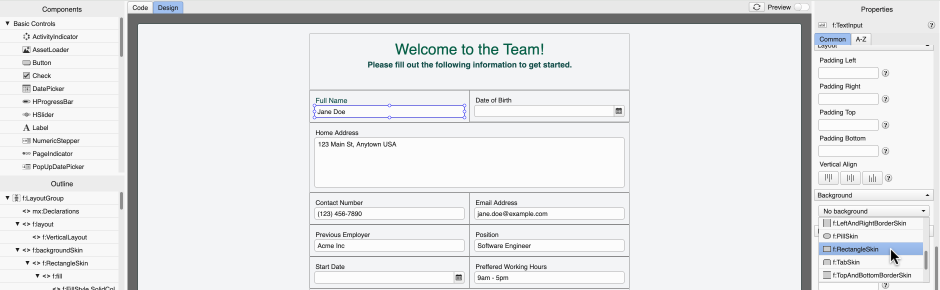 Components
Basic Controls
ActivityIndicator
AssetLoader
Button
Check
DatePicker
HProgressBar
HSlider
Label
NumericStepper
PageIndicator
PopUpDatePicker
Outline
f:LayoutGroup
<> mx:Declarations
<> f:layout
<> f:VerticalLayout
<> f:backgroundSkin
<> f:RectangleSkin
<> f:fill
Code Design
Preview
Welcome to the Team!
Please fill out the following information to get started.
Full Name
Jane Doe
Date of Birth
Home Address
123 Main St, Anytown USA
Contact Number
(123) 456-7890
Email Address
jane.doe@example.com
Previous Employer
Acme Inc
Position
Software Engineer
Start Date
Preffered Working Hours
9am - 5pm
Properties
f:TextInput
Common A-Z
Layout
Padding Left
Padding Right
Padding Top
Padding Bottom
Vertical Align
Background
No background
f:LeftAndRightBorderSkin
f:PillSkin
f:RectangleSkin
f:TabSkin
f:TopAndBottomBorderSkin